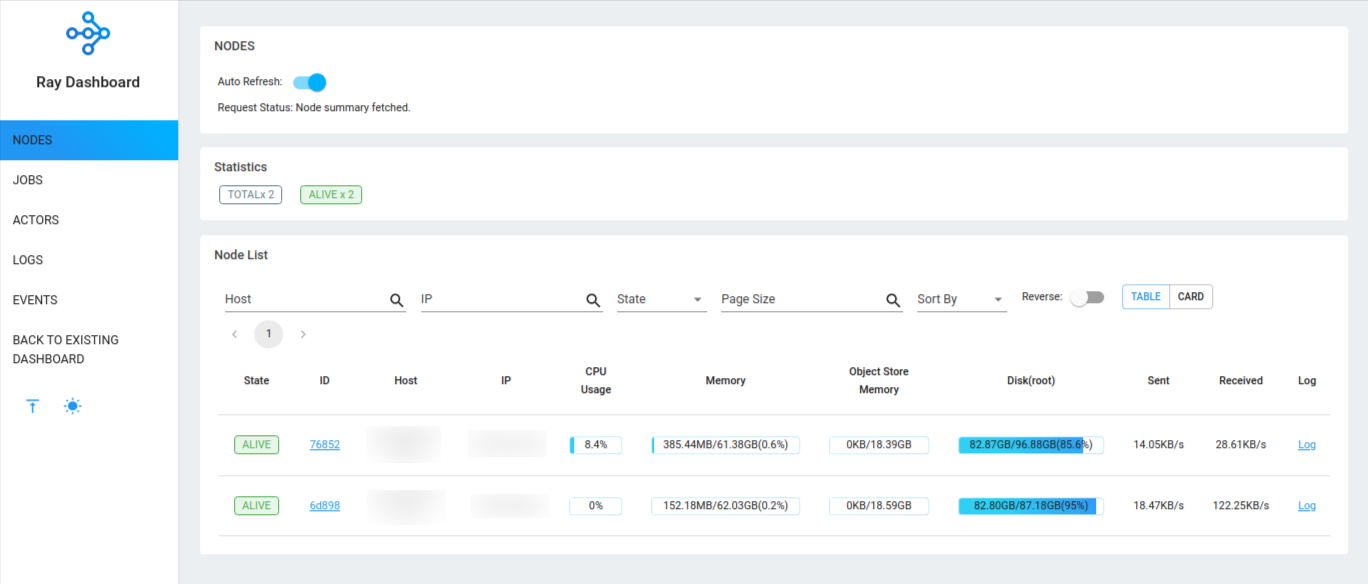 Ray Dashboard
NODES
JOBS
ACTORS
LOGS
EVENTS
BACK TO EXISTING
DASHBOARD
NODES
Auto Refresh:
Request Status: Node summary fetched.
Statistics
TOTALx 2 ALIVE x 2
Node List
Host IP State Page Size Sort By Reverse: TABLE CARD
< 1 >
State ID Host IP CPU Usage Memory Object Store Memory Disk(root) Sent Received Log
ALIVE 76852 8.4% 385.44MB/61.38GB(0.6%) 0KB/18.39GB 82.87GB/96.88GB(85.6%) 14.05KB/s 28.61KB/s Log
ALIVE 6d898 0% 152.18MB/62.03GB(0.2%) 0KB/18.59GB 82.80GB/87.18GB(95%) 18.47KB/s 122.25KB/s Log